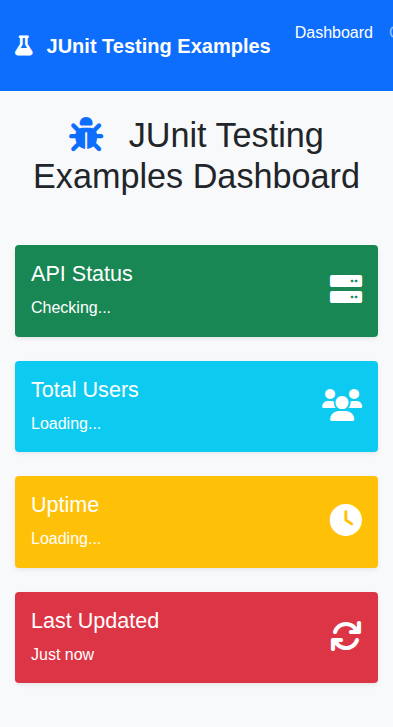 JUnit Testing Examples
Dashboard
JUnit Testing
Examples Dashboard
API Status
Checking...
Total Users
Loading...
Uptime
Loading...
Last Updated
Just now